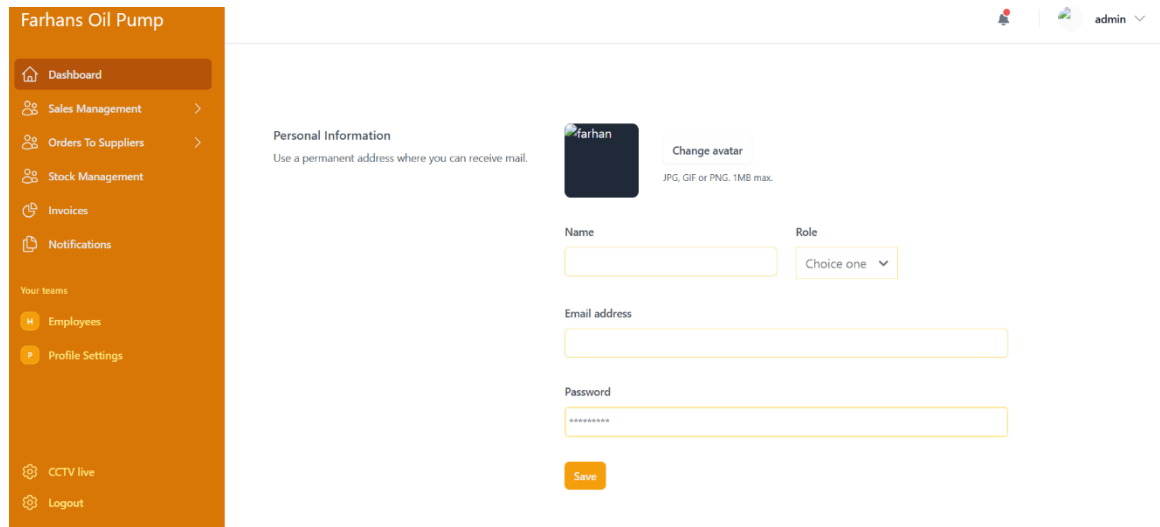 Farhans Oil Pump
admin
Dashboard
Sales Management
Orders To Suppliers
Stock Management
Invoices
Notifications
Your teams
H Employees
P Profile Settings
CCTV live
Logout
Personal Information
Use a permanent address where you can receive mail.
farhan
Change avatar
JPG, GIF or PNG. 1MB max.
Name Role
Choice one
Email address
Password
*********
Save